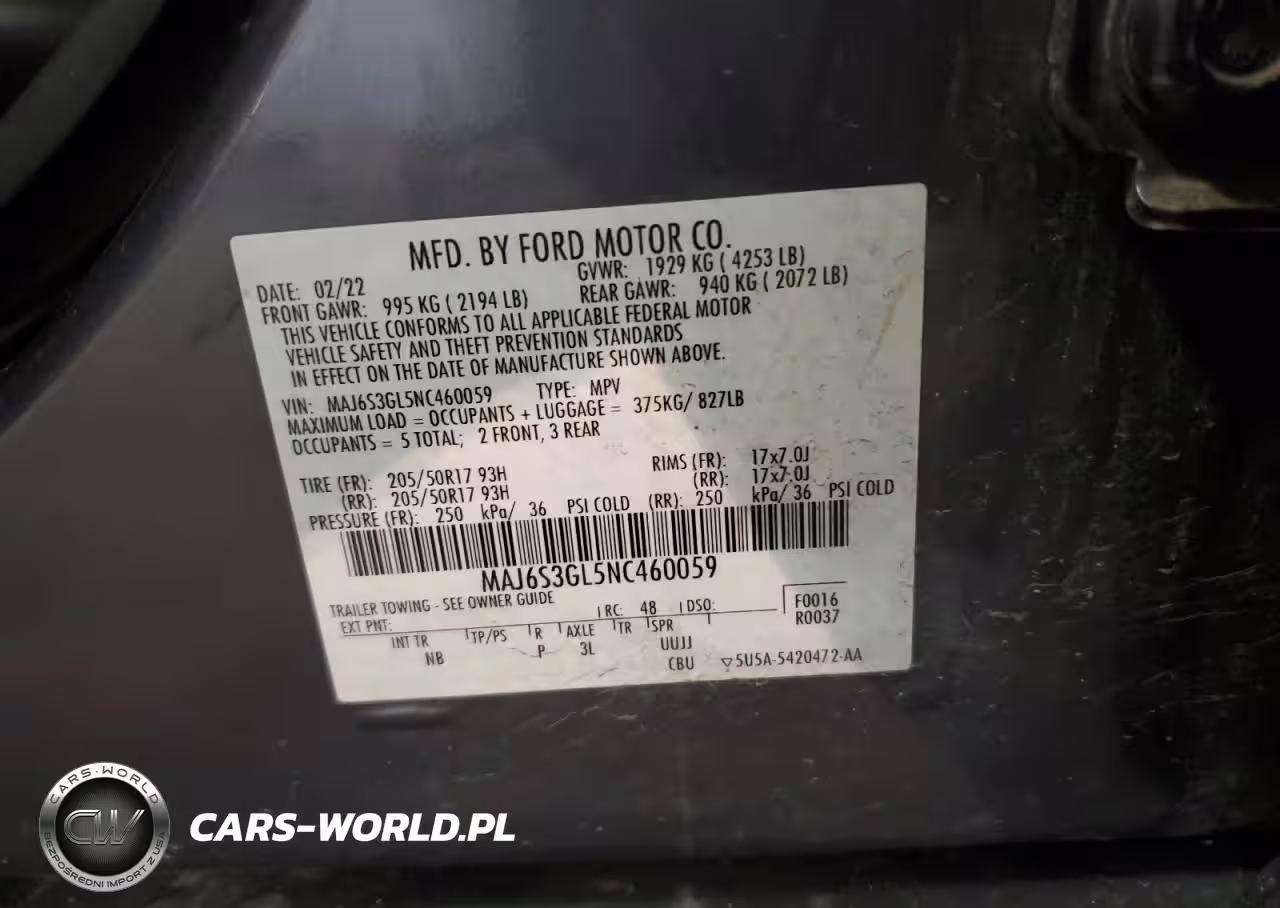 MFD. BY FORD MOTOR CO.
DATE: 02/22 GVWR: 1929 KG ( 4253 LB)
FRONT GAWR: 995 KG ( 2194 LB) REAR GAWR: 940 KG ( 2072 LB)
THIS VEHICLE CONFORMS TO ALL APPLICABLE FEDERAL MOTOR
VEHICLE SAFETY AND THEFT PREVENTION STANDARDS
IN EFFECT ON THE DATE OF MANUFACTURE SHOWN ABOVE.
VIN: MAJ6S3GL5NC460059 TYPE: MPV
MAXIMUM LOAD = OCCUPANTS + LUGGAGE = 375KG/ 827LB
OCCUPANTS = 5 TOTAL; 2 FRONT, 3 REAR
TIRE (FR): 205/50R17 93H RIMS (FR): 17x7.0J
(RR): 205/50R17 93H (RR): 17x7.0J
PRESSURE (FR): 250 kPa/ 36 PSI COLD (RR): 250 kPa/ 36 PSI COLD
MAJ6S3GL5NC460059
TRAILER TOWING - SEE OWNER GUIDE
EXT PNT: RC: 48 DSO: F0016
R0037
INT TR TP/PS R AXLE TR SPR
NB P 3L UUJJ
CBU ▽5U5A-5420472-AA
CARS-WORLD
CW
BEZPOŚREDNI IMPORT Z USA
CARS-WORLD.PL